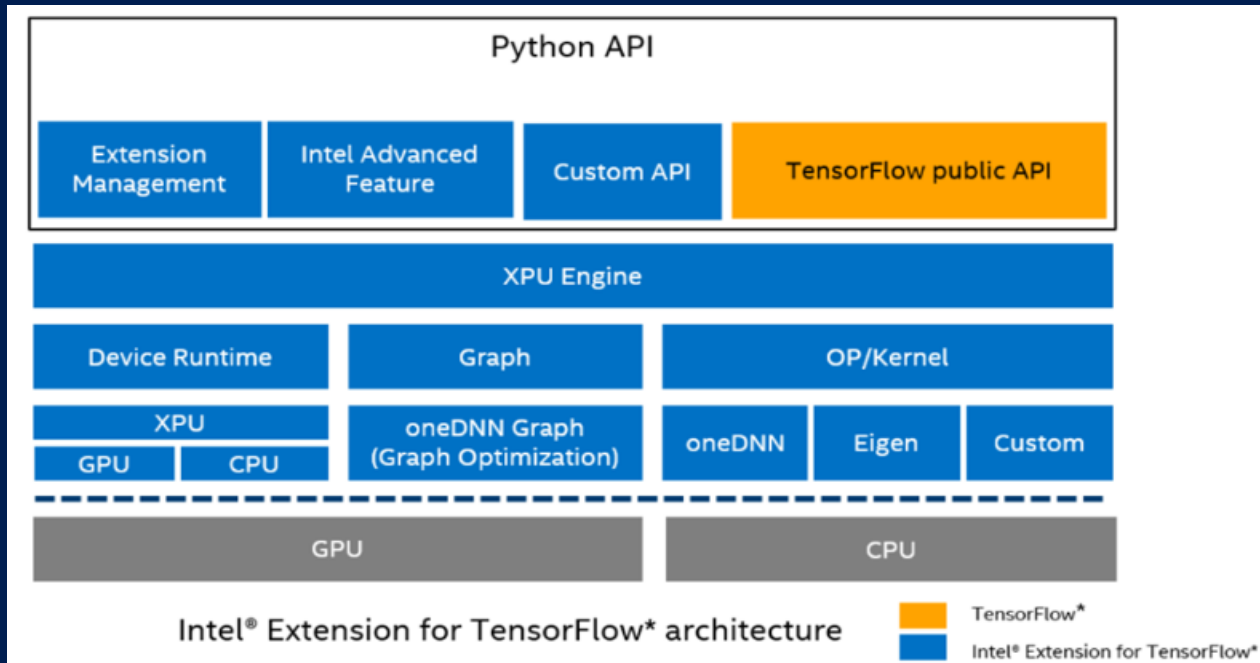 Python API
Extension
Management
Intel Advanced
Feature
Custom API
TensorFlow public API
XPU Engine
Device Runtime
Graph
OP/Kernel
XPU
GPU
CPU
oneDNN Graph
(Graph Optimization)
oneDNN
Eigen
Custom
GPU
CPU
Intel® Extension for TensorFlow* architecture
TensorFlow*
Intel® Extension for TensorFlow*